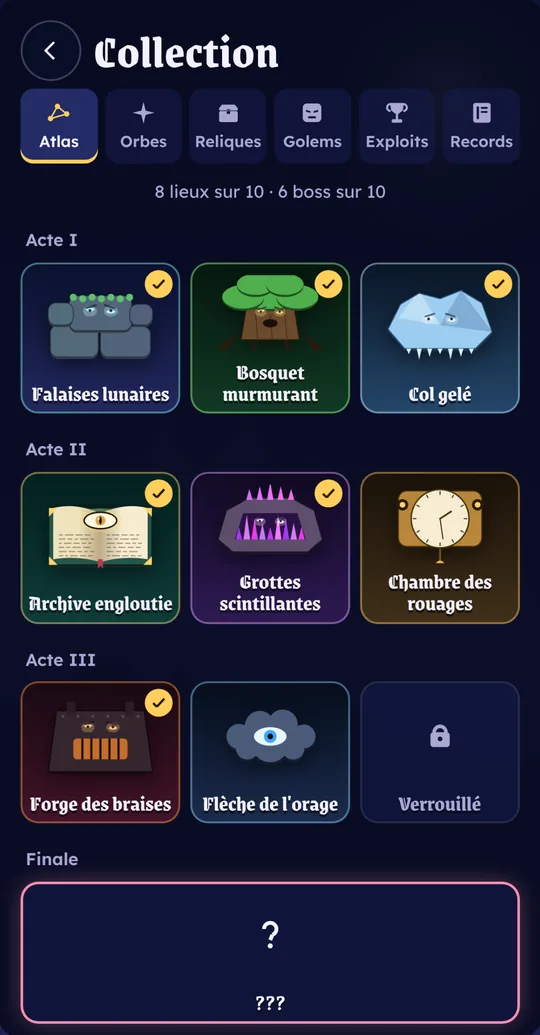 Collection
Atlas
Orbes
Reliques
Golems
Exploits
Records
8 lieux sur 10 · 6 boss sur 10
Acte I
Falaises lunaires
Bosquet
murmurant
Col gelé
Acte II
Archive engloutie
Grottes
scintillantes
Chambre des
rouages
Acte III
Forge des braises
Flèche de l'orage
Verrouillé
Finale
?
???